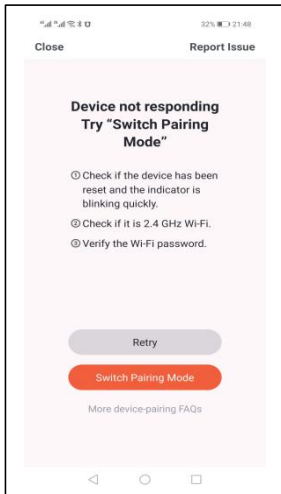 32% 21:48
Close Report Issue
Device not responding
Try “Switch Pairing
Mode”
① Check if the device has been
reset and the indicator is
blinking quickly.
② Check if it is 2.4 GHz Wi-Fi.
③ Verify the Wi-Fi password.
Retry
Switch Pairing Mode
More device-pairing FAQs